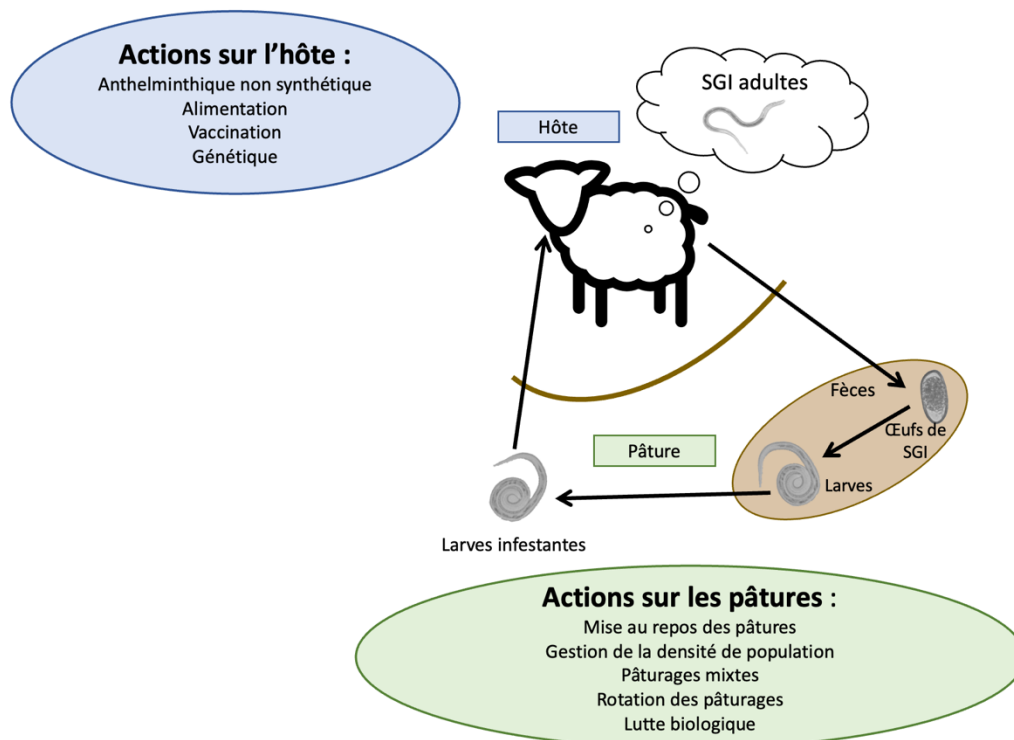 Actions sur l’hôte :
Anthelminthique non synthétique
Alimentation
Vaccination
Génétique
SGI adultes
Hôte
Fèces
Œufs de
SGI
Larves
Pâture
Larves infestantes
Actions sur les pâtures :
Mise au repos des pâtures
Gestion de la densité de population
Pâturages mixtes
Rotation des pâturages
Lutte biologique